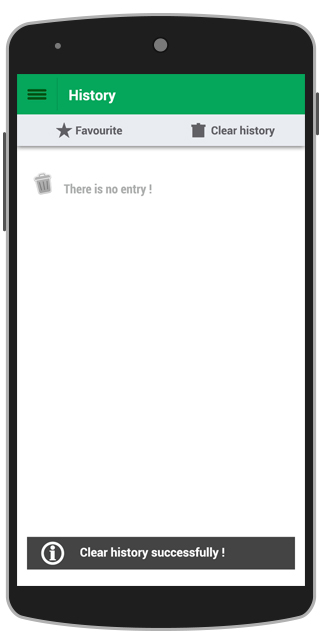 History
Favourite Clear history
There is no entry !
Clear history successfully !